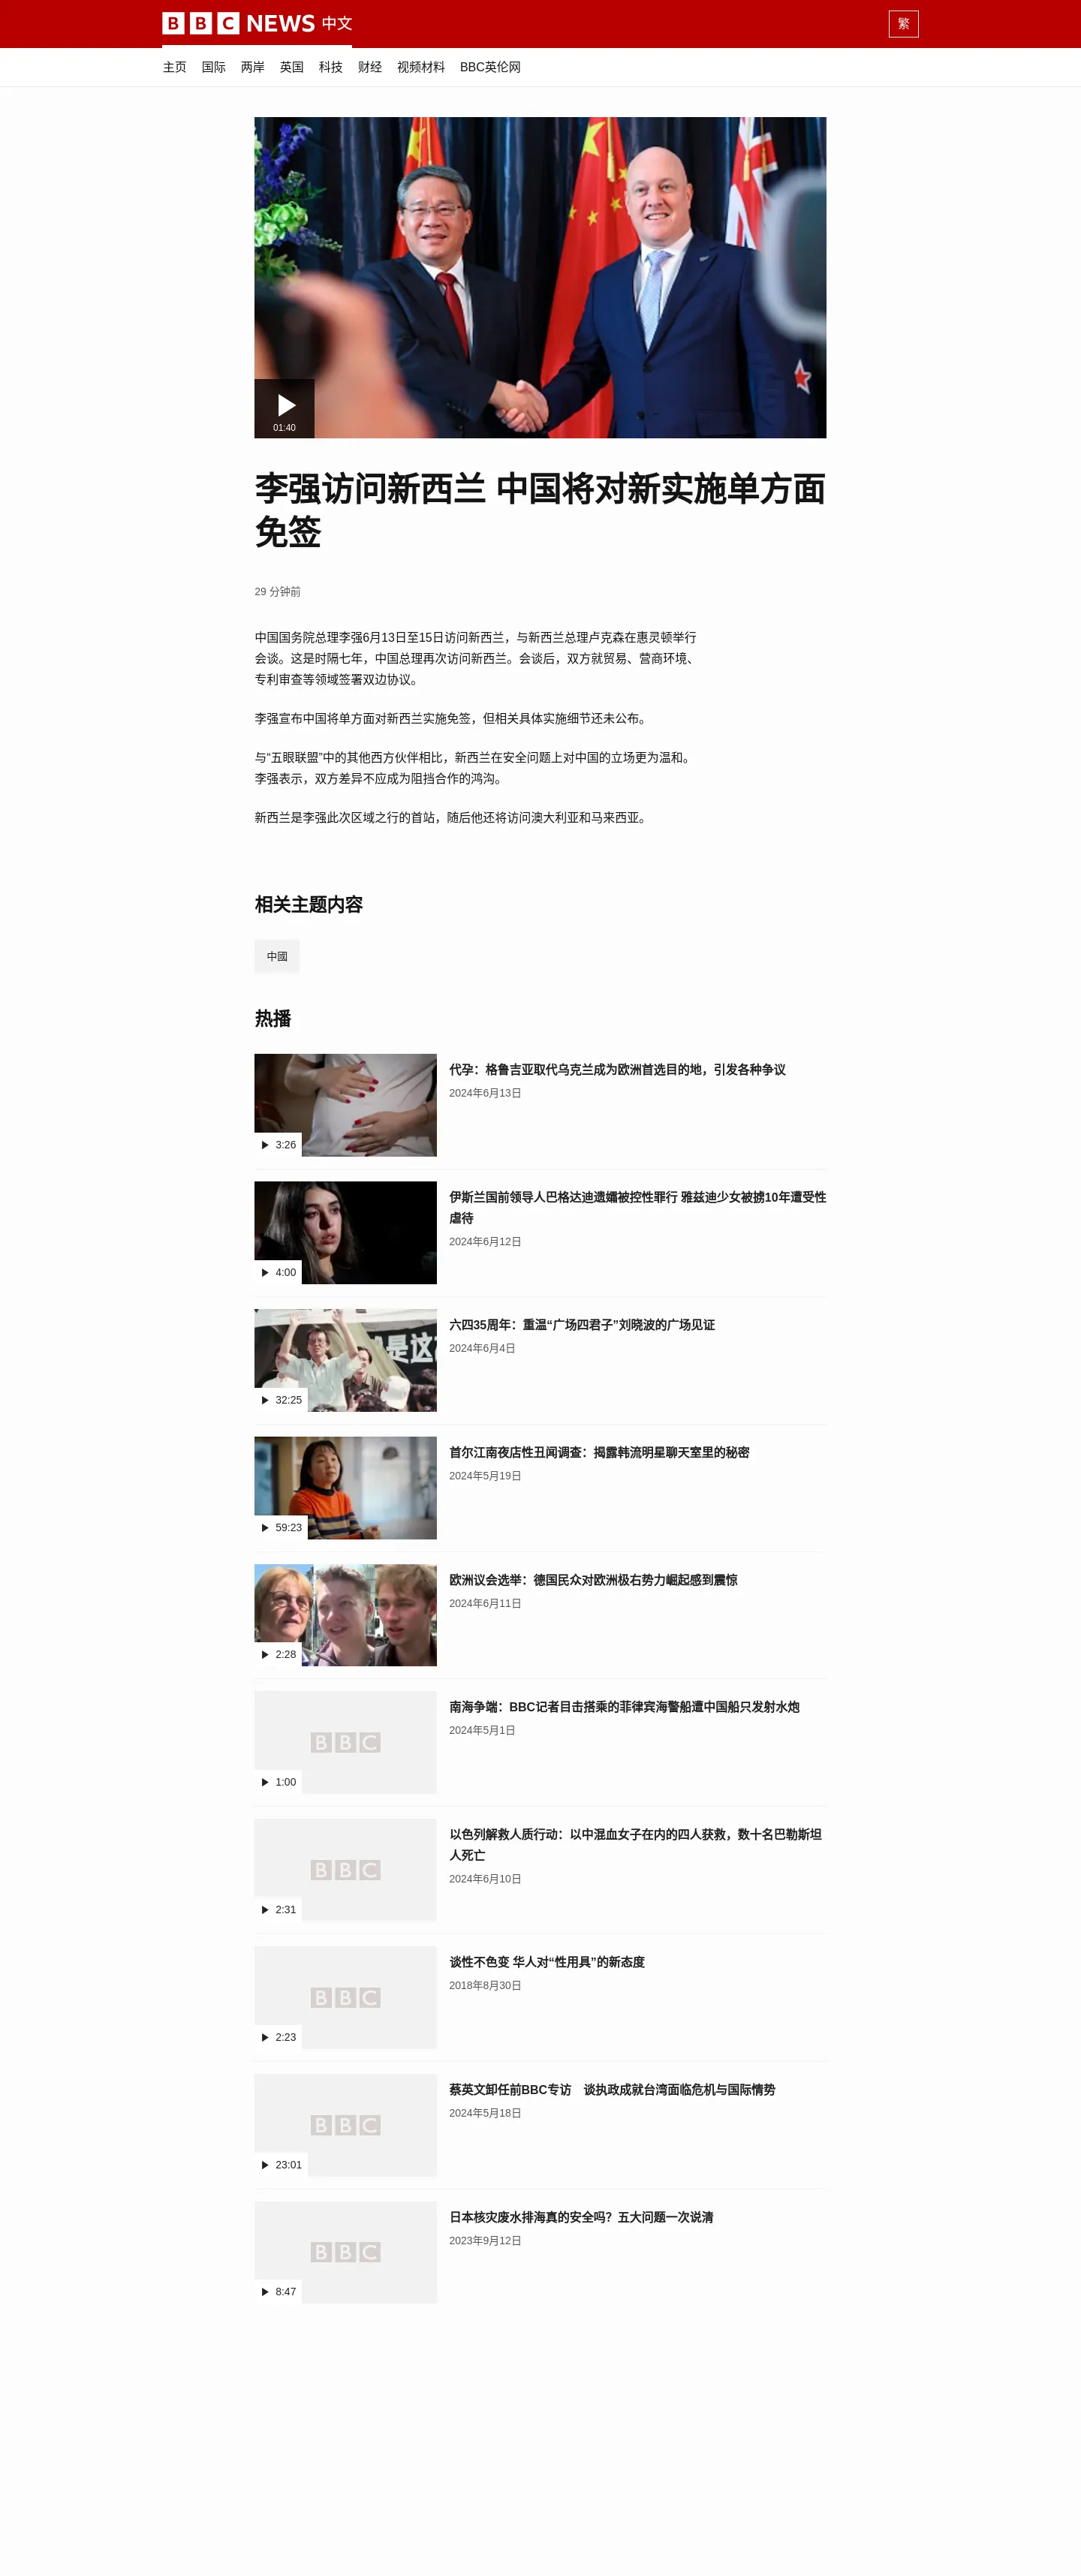 BBC NEWS 中文
繁
主页 国际 两岸 英国 科技 财经 视频材料 BBC英伦网
01:40
李强访问新西兰 中国将对新实施单方面
免签
29 分钟前
中国国务院总理李强6月13日至15日访问新西兰，与新西兰总理卢克森在惠灵顿举行
会谈。这是时隔七年，中国总理再次访问新西兰。会谈后，双方就贸易、营商环境、
专利审查等领域签署双边协议。
李强宣布中国将单方面对新西兰实施免签，但相关具体实施细节还未公布。
与“五眼联盟”中的其他西方伙伴相比，新西兰在安全问题上对中国的立场更为温和。
李强表示，双方差异不应成为阻挡合作的鸿沟。
新西兰是李强此次区域之行的首站，随后他还将访问澳大利亚和马来西亚。
相关主题内容
中國
热播
代孕：格鲁吉亚取代乌克兰成为欧洲首选目的地，引发各种争议
2024年6月13日
3:26
伊斯兰国前领导人巴格达迪遗孀被控性罪行 雅兹迪少女被掳10年遭受性
虐待
2024年6月12日
4:00
六四35周年：重温“广场四君子”刘晓波的广场见证
2024年6月4日
是这
32:25
首尔江南夜店性丑闻调查：揭露韩流明星聊天室里的秘密
2024年5月19日
59:23
欧洲议会选举：德国民众对欧洲极右势力崛起感到震惊
2024年6月11日
2:28
南海争端：BBC记者目击搭乘的菲律宾海警船遭中国船只发射水炮
2024年5月1日
BBC
1:00
以色列解救人质行动：以中混血女子在内的四人获救，数十名巴勒斯坦
人死亡
2024年6月10日
BBC
2:31
谈性不色变 华人对“性用具”的新态度
2018年8月30日
BBC
2:23
蔡英文卸任前BBC专访　谈执政成就台湾面临危机与国际情势
2024年5月18日
BBC
23:01
日本核灾废水排海真的安全吗？五大问题一次说清
2023年9月12日
BBC
8:47